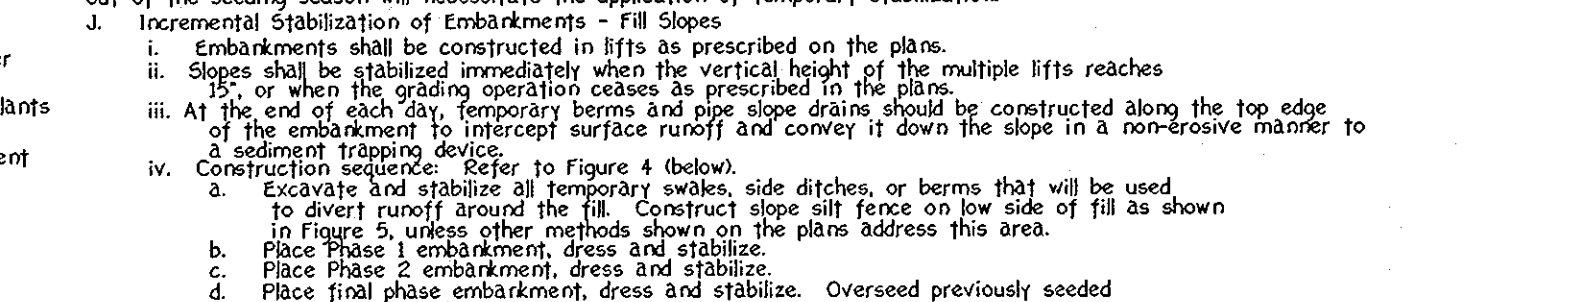 J. Incremental Stabilization of Embankments - Fill Slopes
i. Embankments shall be constructed in lifts as prescribed on the plans.
er
ii. Slopes shall be stabilized immediately when the vertical height of the multiple lifts reaches
15", or when the grading operation ceases as prescribed in the plans.
lants
iii. At the end of each day, temporary berms and pipe slope drains should be constructed along the top edge
of the embankment to intercept surface runoff and convey it down the slope in a non-erosive manner to
a sediment trapping device.
ent
iv. Construction sequence: Refer to Figure 4 (below).
a. Excavate and stabilize all temporary swales, side ditches, or berms that will be used
to divert runoff around the fill. Construct slope silt fence on low side of fill as shown
in Figure 5, unless other methods shown on the plans address this area.
b. Place Phase 1 embankment, dress and stabilize.
c. Place Phase 2 embankment, dress and stabilize.
d. Place final phase embankment, dress and stabilize. Overseed previously seeded